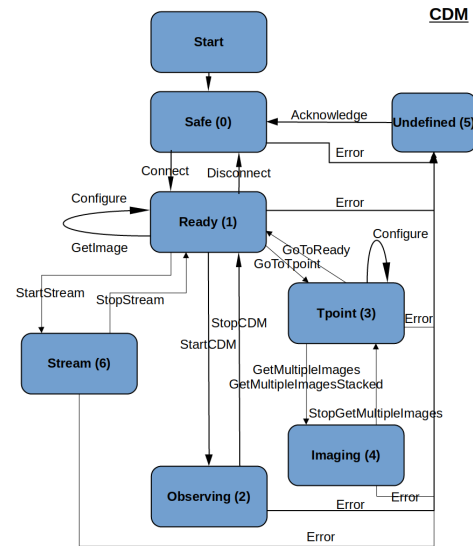 CDM
Start
Acknowledge
Safe (0)
Undefined (5)
Error
Connect
Disconnect
Configure
Error
Ready (1)
Configure
GetImage
GoToReady
GoToTpoint
StartStream
StopStream
Tpoint (3)
StopCDM
Error
StartCDM
Stream (6)
GetMultipleImages
GetMultipleImagesStacked
StopGetMultipleImages
Imaging (4)
Observing (2)
Error
Error
Error